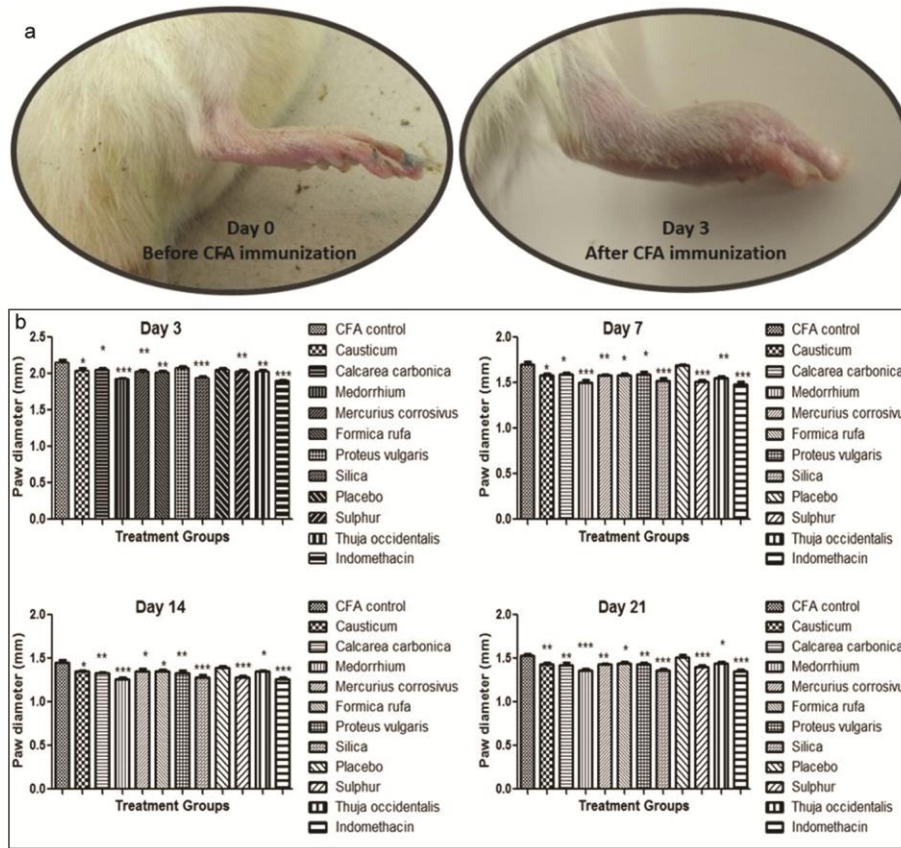 a
Day 0
Before CFA immunization
Day 3
After CFA immunization
b
Day 3
Paw diameter (mm)
2.5
2.0
1.5
1.0
0.5
0.0
* * *** ** ** *** ** ** ***
Treatment Groups
CFA control
Causticum
Calcarea carbonica
Medorrhium
Mercurius corrosivus
Formica rufa
Proteus vulgaris
Silica
Placebo
Sulphur
Thuja occidentalis
Indomethacin
Day 7
Paw diameter (mm)
2.0
1.5
1.0
0.5
0.0
* * *** ** * * *** *** ** ***
Treatment Groups
CFA control
Causticum
Calcarea carbonica
Medorrhium
Mercurius corrosivus
Formica rufa
Proteus vulgaris
Silica
Placebo
Sulphur
Thuja occidentalis
Indomethacin
Day 14
Paw diameter (mm)
2.0
1.5
1.0
0.5
0.0
* ** *** * * ** *** *** * ***
Treatment Groups
CFA control
Causticum
Calcarea carbonica
Medorrhium
Mercurius corrosivus
Formica rufa
Proteus vulgaris
Silica
Placebo
Sulphur
Thuja occidentalis
Indomethacin
Day 21
Paw diameter (mm)
2.0
1.5
1.0
0.5
0.0
** ** *** ** * ** *** *** * ***
Treatment Groups
CFA control
Causticum
Calcarea carbonica
Medorrhium
Mercurius corrosivus
Formica rufa
Proteus vulgaris
Silica
Placebo
Sulphur
Thuja occidentalis
Indomethacin